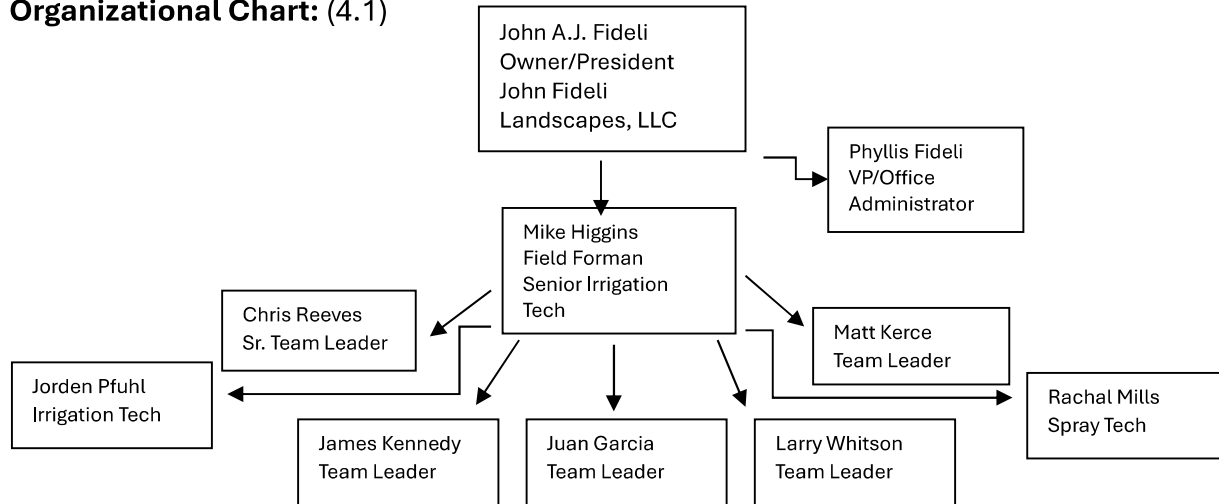 Organizational Chart: (4.1)
John A.J. Fideli
Owner/President
John Fideli
Landscapes, LLC
Phyllis Fideli
VP/Office
Administrator
Mike Higgins
Field Forman
Senior Irrigation
Tech
Chris Reeves
Sr. Team Leader
Matt Kerce
Team Leader
Jorden Pfuhl
Irrigation Tech
Rachal Mills
Spray Tech
James Kennedy
Team Leader
Juan Garcia
Team Leader
Larry Whitson
Team Leader